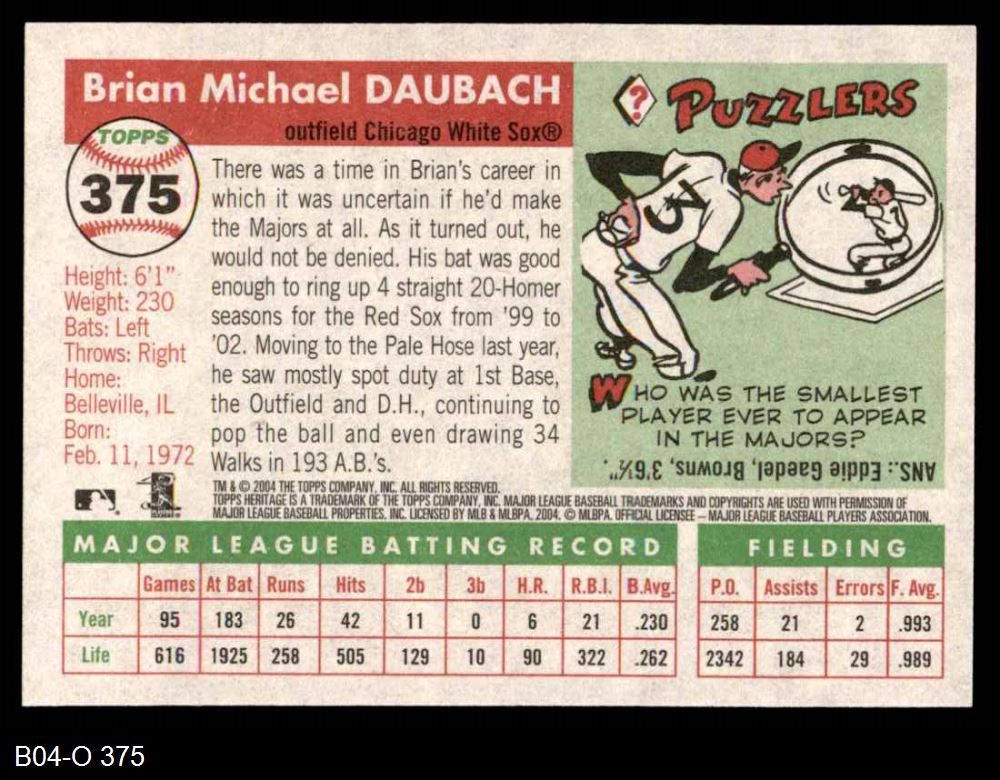 Brian Michael DAUBACH
outfield Chicago White Sox®
TOPPS
375
Height: 6'1"
Weight: 230
Bats: Left
Throws: Right
Home:
Belleville, IL
Born:
Feb. 11, 1972
There was a time in Brian's career in
which it was uncertain if he'd make
the Majors at all. As it turned out, he
would not be denied. His bat was good
enough to ring up 4 straight 20-Homer
seasons for the Red Sox from '99 to
'02. Moving to the Pale Hose last year,
he saw mostly spot duty at 1st Base,
the Outfield and D.H., continuing to
pop the ball and even drawing 34
Walks in 193 A.B.'s.
? PUZZLERS
WHO WAS THE SMALLEST
PLAYER EVER TO APPEAR
IN THE MAJORS?
ANS.: Eddie Gaedel, Browns, 3'6½".
TM & © 2004 THE TOPPS COMPANY, INC. ALL RIGHTS RESERVED.
TOPPS HERITAGE IS A TRADEMARK OF THE TOPPS COMPANY, INC. MAJOR LEAGUE BASEBALL TRADEMARKS AND COPYRIGHTS ARE USED WITH PERMISSION OF
MAJOR LEAGUE BASEBALL PROPERTIES, INC. LICENSED BY MLB & MLBPA, 2004. © MLBPA. OFFICIAL LICENSEE – MAJOR LEAGUE BASEBALL PLAYERS ASSOCIATION.
MAJOR LEAGUE BATTING RECORD
Games At Bat Runs Hits 2b 3b H.R. R.B.I. B.Avg.
Year 95 183 26 42 11 0 6 21 .230
Life 616 1925 258 505 129 10 90 322 .262
FIELDING
P.O. Assists Errors F. Avg.
258 21 2 .993
2342 184 29 .989
B04-O 375